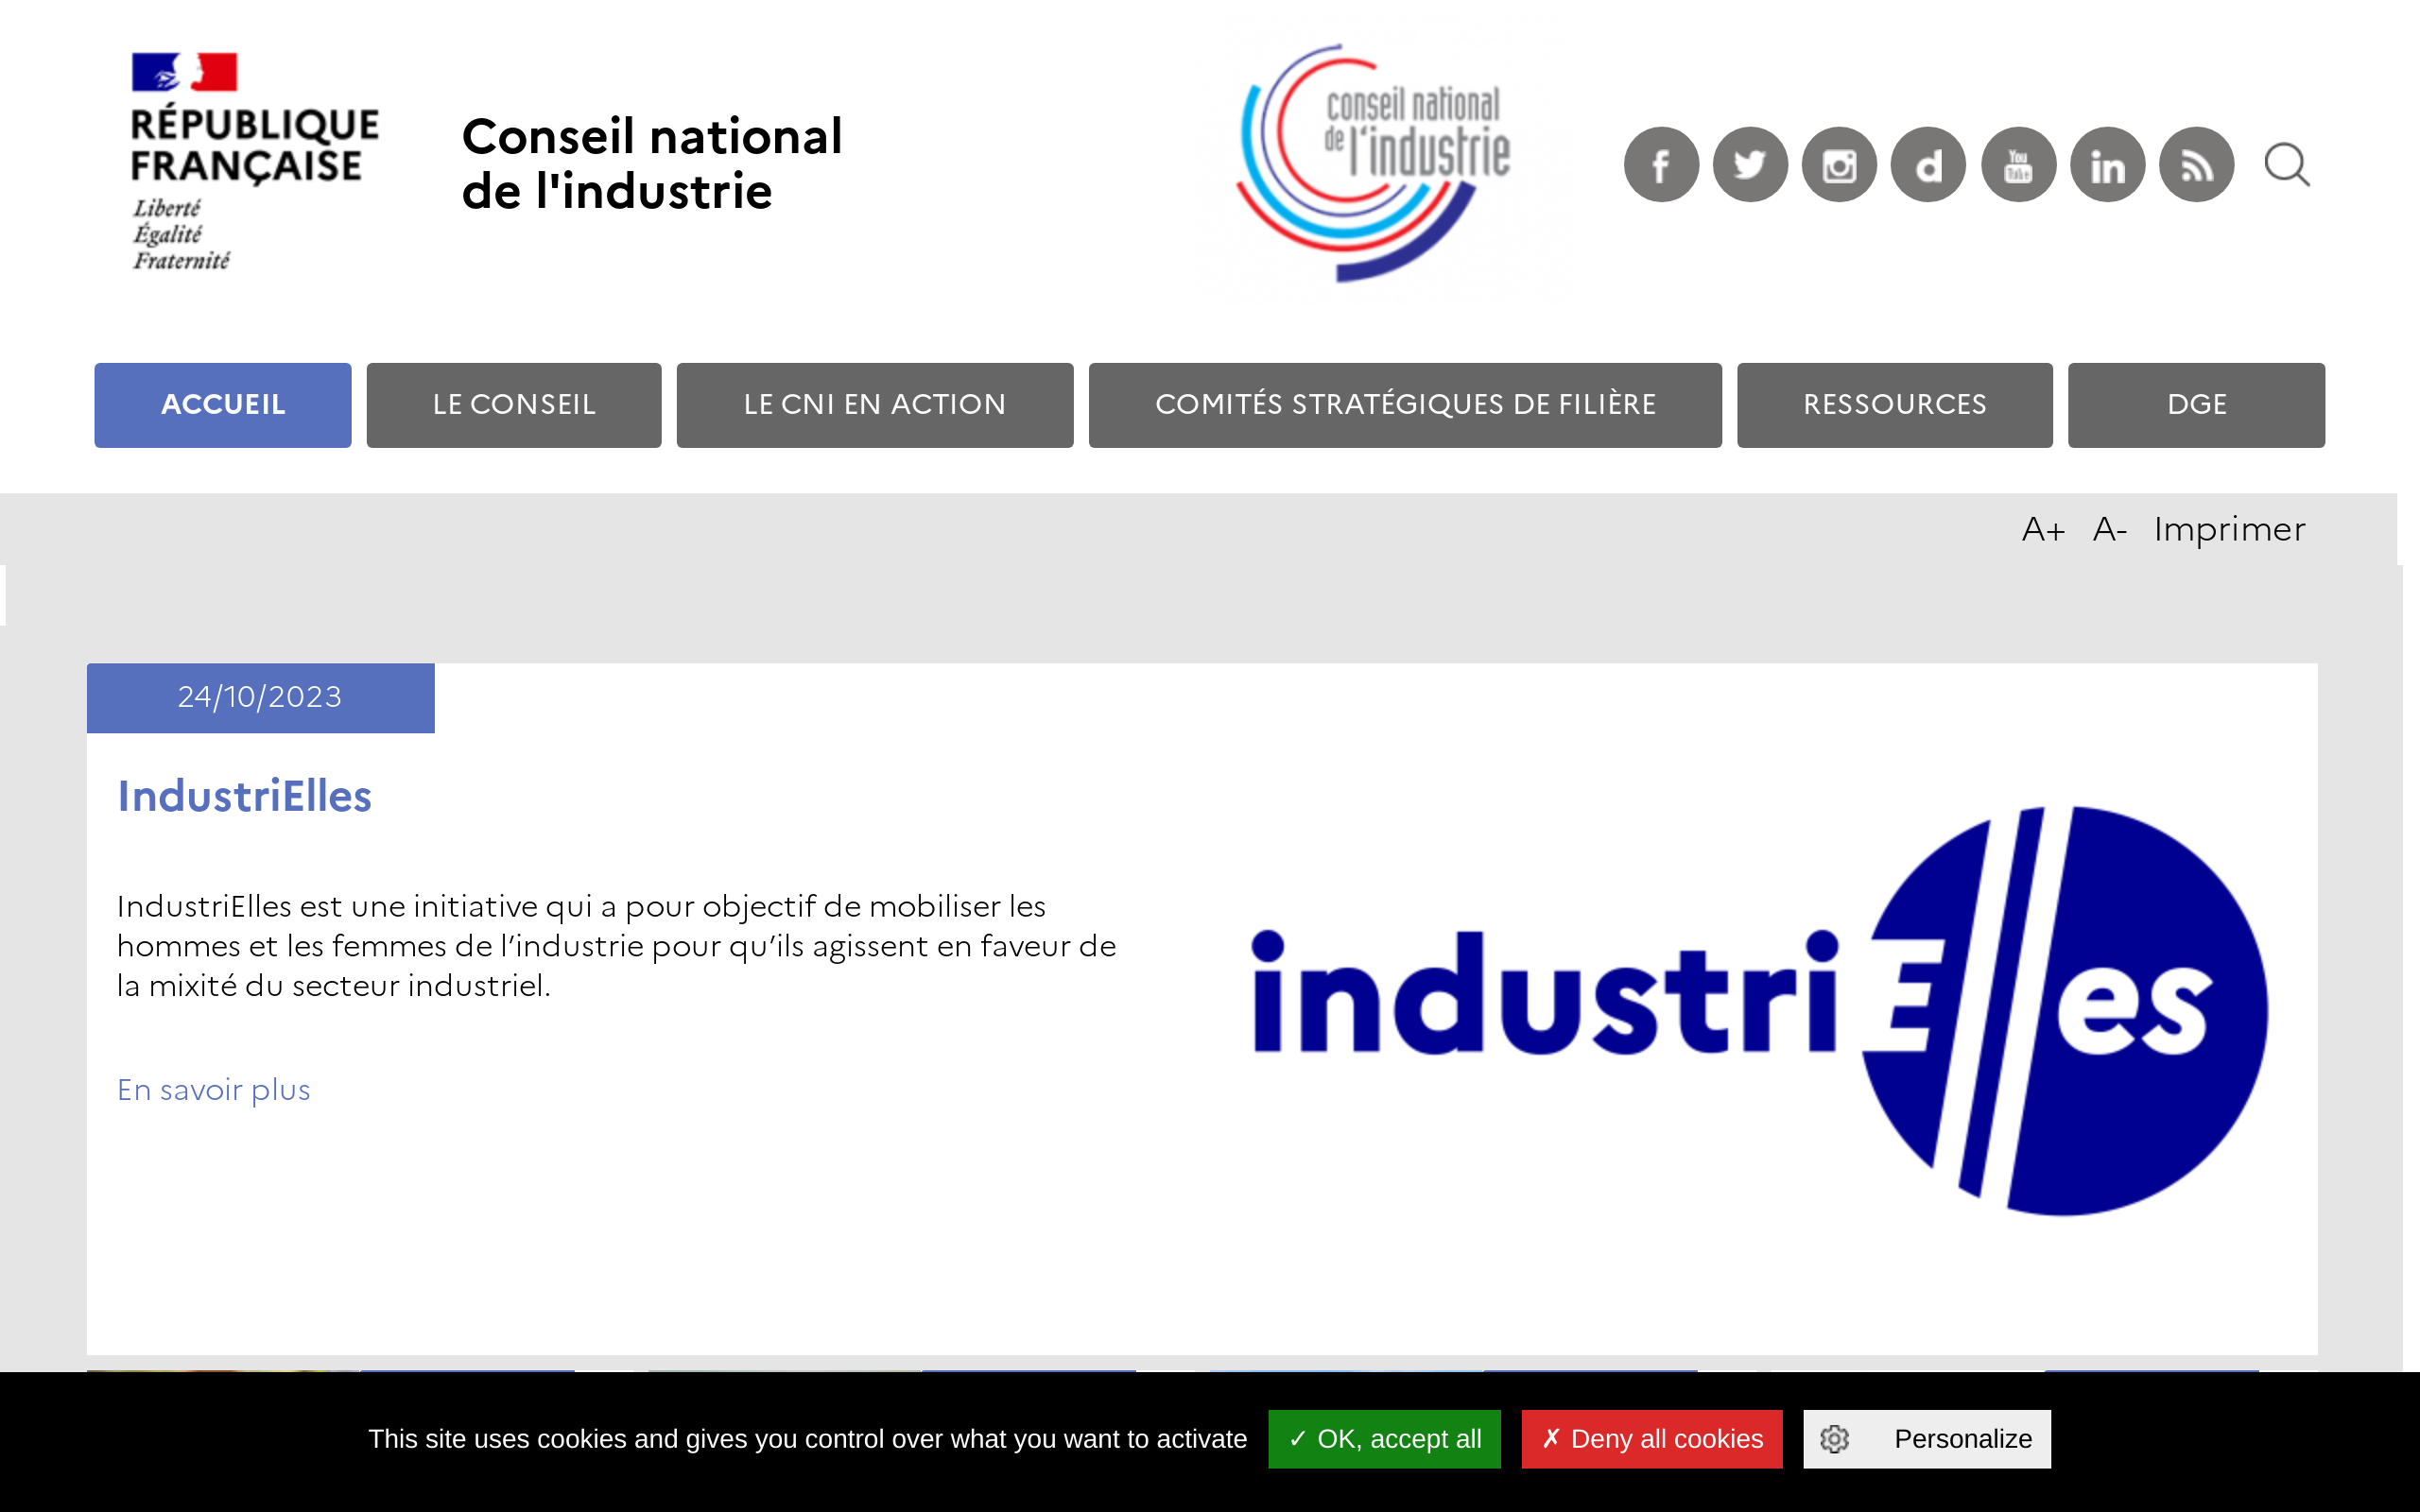 RÉPUBLIQUE
FRANÇAISE
Liberté
Égalité
Fraternité
Conseil national
de l'industrie
conseil national
de l'industrie
You
Tube
in
ACCUEIL
LE CONSEIL
LE CNI EN ACTION
COMITÉS STRATÉGIQUES DE FILIÈRE
RESSOURCES
DGE
A+ A- Imprimer
24/10/2023
IndustriElles
IndustriElles est une initiative qui a pour objectif de mobiliser les
hommes et les femmes de l’industrie pour qu’ils agissent en faveur de
la mixité du secteur industriel.
En savoir plus
industriElles
This site uses cookies and gives you control over what you want to activate
✓ OK, accept all
✗ Deny all cookies
Personalize